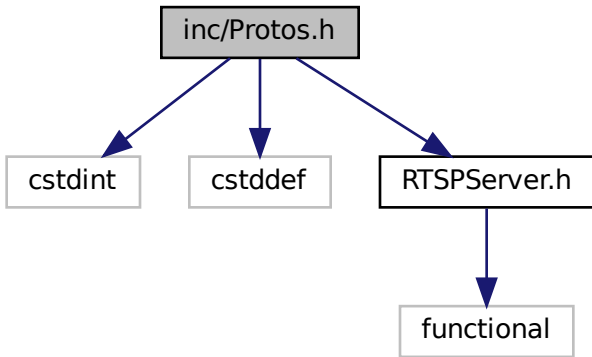 inc/Protos.h
cstdint
cstddef
RTSPServer.h
functional